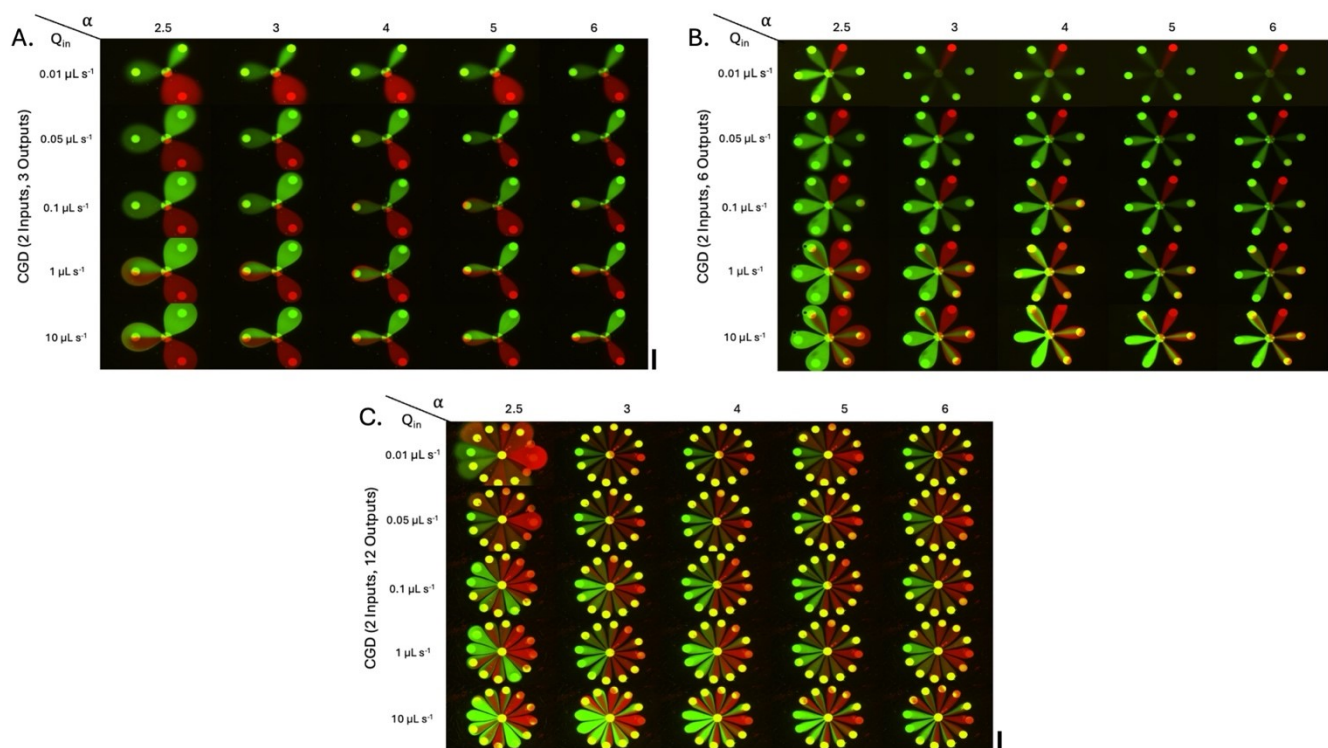 A.
α
Q_in
2.5 3 4 5 6
0.01 µL s⁻¹
0.05 µL s⁻¹
0.1 µL s⁻¹
1 µL s⁻¹
10 µL s⁻¹
CGD (2 Inputs, 3 Outputs)
B.
α
Q_in
2.5 3 4 5 6
0.01 µL s⁻¹
0.05 µL s⁻¹
0.1 µL s⁻¹
1 µL s⁻¹
10 µL s⁻¹
CGD (2 Inputs, 6 Outputs)
C.
α
Q_in
2.5 3 4 5 6
0.01 µL s⁻¹
0.05 µL s⁻¹
0.1 µL s⁻¹
1 µL s⁻¹
10 µL s⁻¹
CGD (2 Inputs, 12 Outputs)